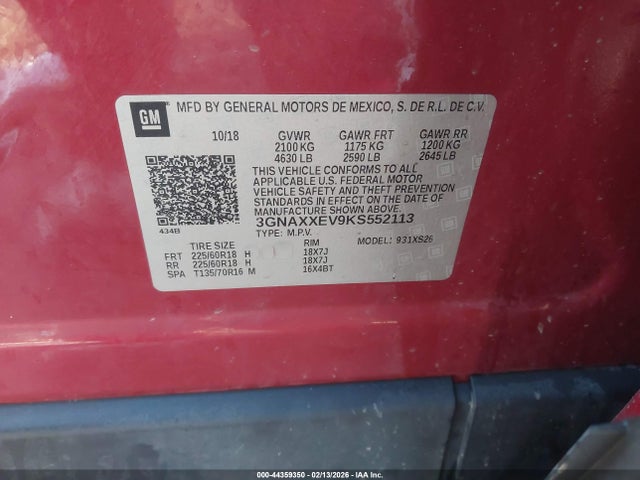 GM
MFD BY GENERAL MOTORS DE MEXICO, S. DE R.L. DE C.V.
10/18 GVWR GAWR FRT GAWR RR
2100 KG 1175 KG 1200 KG
4630 LB 2590 LB 2645 LB
THIS VEHICLE CONFORMS TO ALL
APPLICABLE U.S. FEDERAL MOTOR
VEHICLE SAFETY AND THEFT PREVENTION
STANDARDS IN EFFECT ON THE DATE OF
MANUFACTURE SHOWN ABOVE.
434B 3GNAXXEV9KS552113
TYPE: M.P.V. MODEL: 931XS26
TIRE SIZE RIM
FRT 225/60R18 H 18X7J
RR 225/60R18 H 18X7J
SPA T135/70R16 M 16X4BT
000-44359350 | 02/13/2026 - IAA Inc.